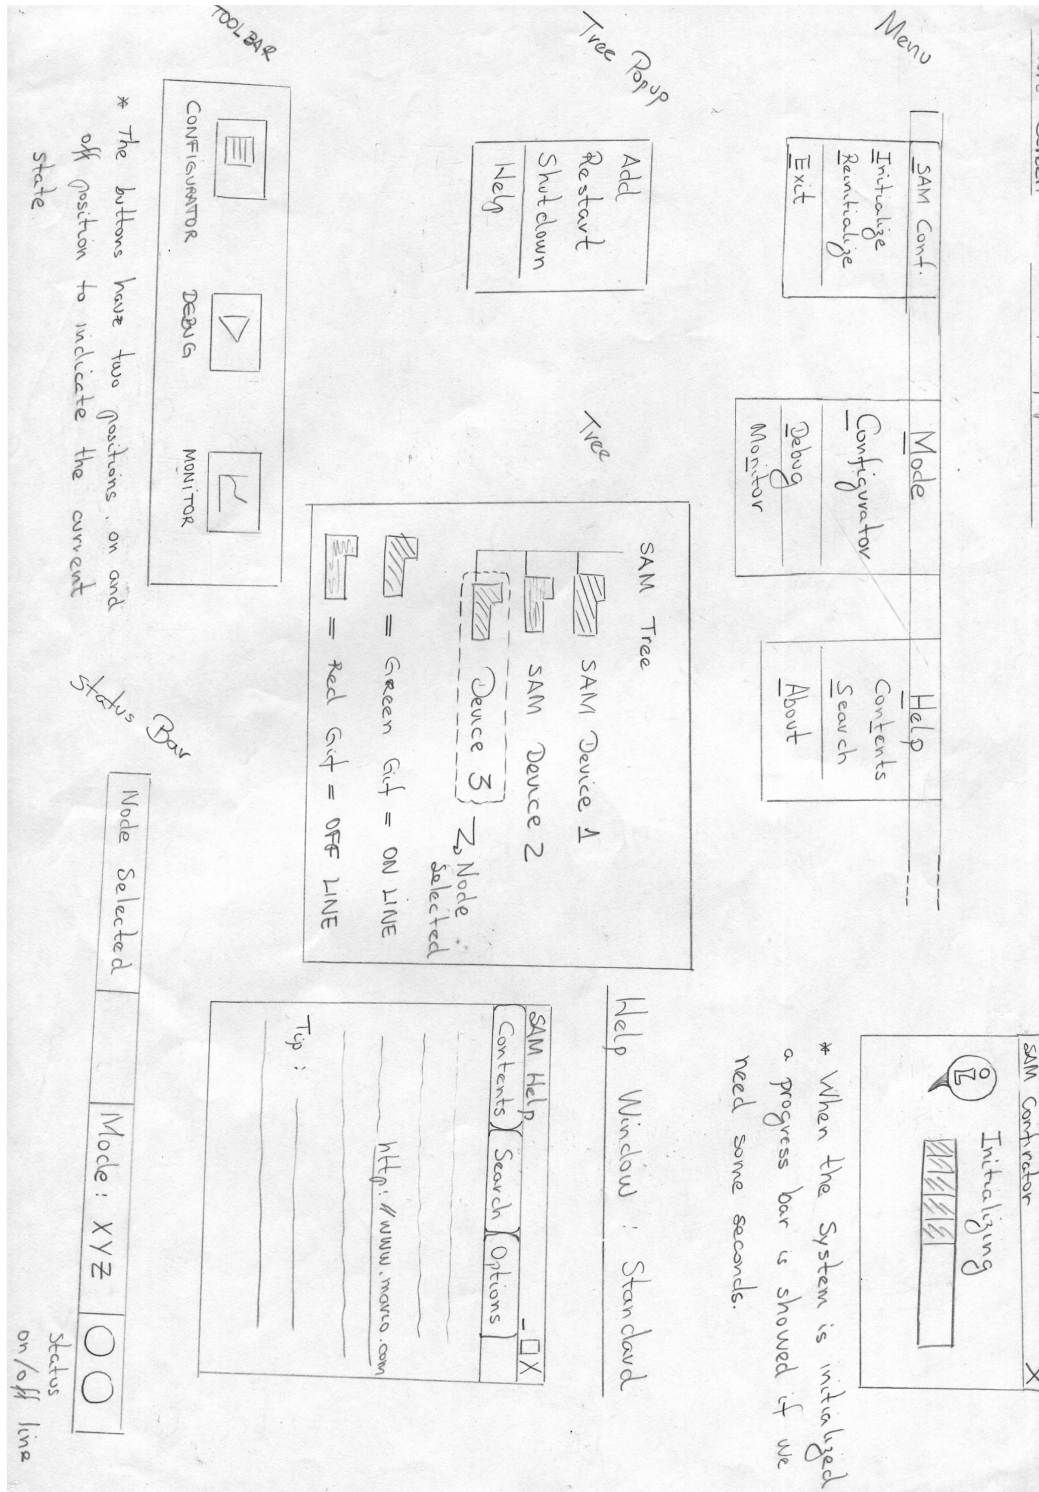 Menu
SAM Conf.
Initialize
Reinitialize
Exit
Mode
Configurator
Debug
Monitor
Help
Contents
Search
About
SAM Confirator X
i Initializing
* When the System is initialized
a progress bar is showed if we
need some seconds.
Tree Popup
Add
Restart
Shutdown
Help
Tree
SAM Tree
SAM Device 1
SAM Device 2
Device 3
Node
Selected
= Green Gif = ON LINE
= Red Gif = OFF LINE
Help Window : Standard
SAM Help _ □ X
Contents Search Options
http://www.mario.com
Tip :
TOOLBAR
CONFIGURATOR DEBUG MONITOR
* The buttons have two positions. on and
off position to indicate the current
state.
Status Bar
Node Selected Mode: XYZ
Status
on/off line